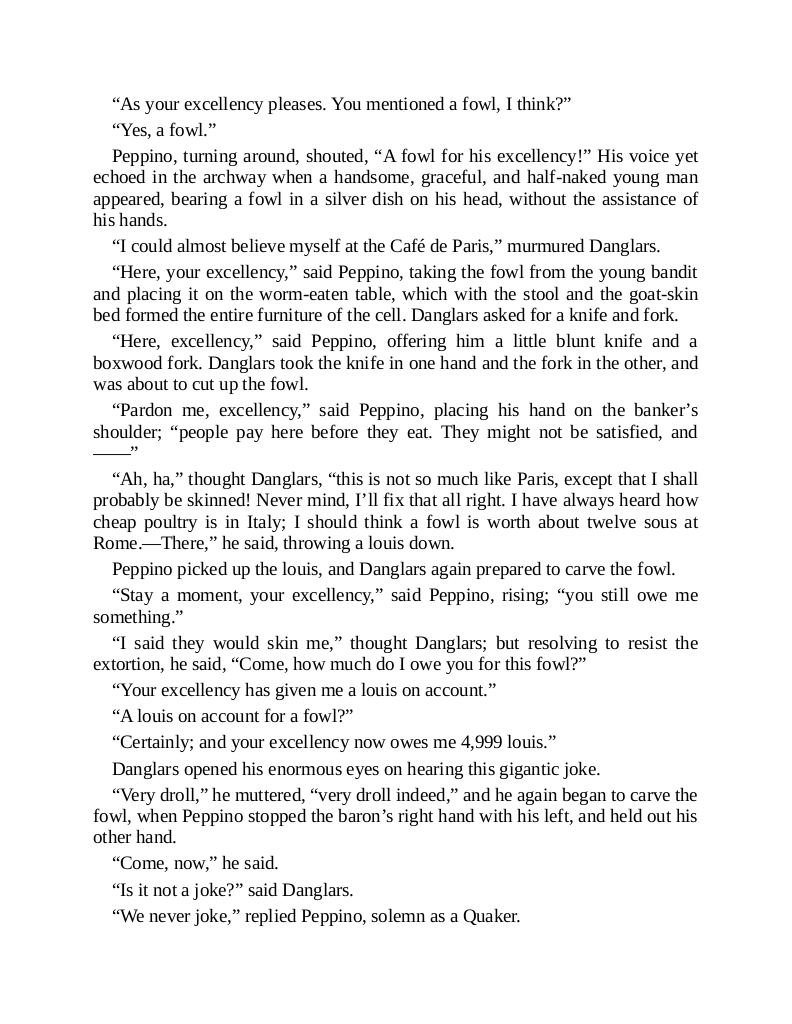 “As your excellency pleases. You mentioned a fowl, I think?”
“Yes, a fowl.”
Peppino, turning around, shouted, “A fowl for his excellency!” His voice yet
echoed in the archway when a handsome, graceful, and half-naked young man
appeared, bearing a fowl in a silver dish on his head, without the assistance of
his hands.
“I could almost believe myself at the Café de Paris,” murmured Danglars.
“Here, your excellency,” said Peppino, taking the fowl from the young bandit
and placing it on the worm-eaten table, which with the stool and the goat-skin
bed formed the entire furniture of the cell. Danglars asked for a knife and fork.
“Here, excellency,” said Peppino, offering him a little blunt knife and a
boxwood fork. Danglars took the knife in one hand and the fork in the other, and
was about to cut up the fowl.
“Pardon me, excellency,” said Peppino, placing his hand on the banker’s
shoulder; “people pay here before they eat. They might not be satisfied, and
——”
“Ah, ha,” thought Danglars, “this is not so much like Paris, except that I shall
probably be skinned! Never mind, I’ll fix that all right. I have always heard how
cheap poultry is in Italy; I should think a fowl is worth about twelve sous at
Rome.—There,” he said, throwing a louis down.
Peppino picked up the louis, and Danglars again prepared to carve the fowl.
“Stay a moment, your excellency,” said Peppino, rising; “you still owe me
something.”
“I said they would skin me,” thought Danglars; but resolving to resist the
extortion, he said, “Come, how much do I owe you for this fowl?”
“Your excellency has given me a louis on account.”
“A louis on account for a fowl?”
“Certainly; and your excellency now owes me 4,999 louis.”
Danglars opened his enormous eyes on hearing this gigantic joke.
“Very droll,” he muttered, “very droll indeed,” and he again began to carve the
fowl, when Peppino stopped the baron’s right hand with his left, and held out his
other hand.
“Come, now,” he said.
“Is it not a joke?” said Danglars.
“We never joke,” replied Peppino, solemn as a Quaker.